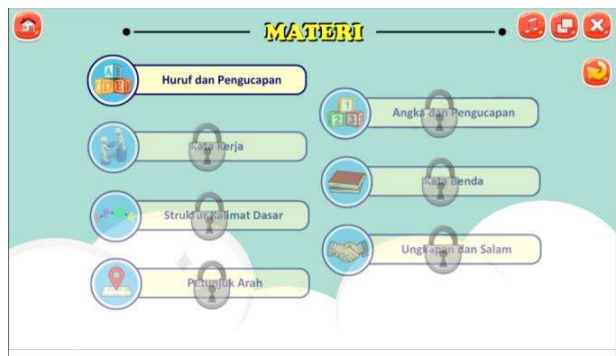 MATERI
Huruf dan Pengucapan
Angka dan Pengucapan
Kata Kerja
Kata Benda
Struktur Kalimat Dasar
Ungkapan dan Salam
Petunjuk Arah